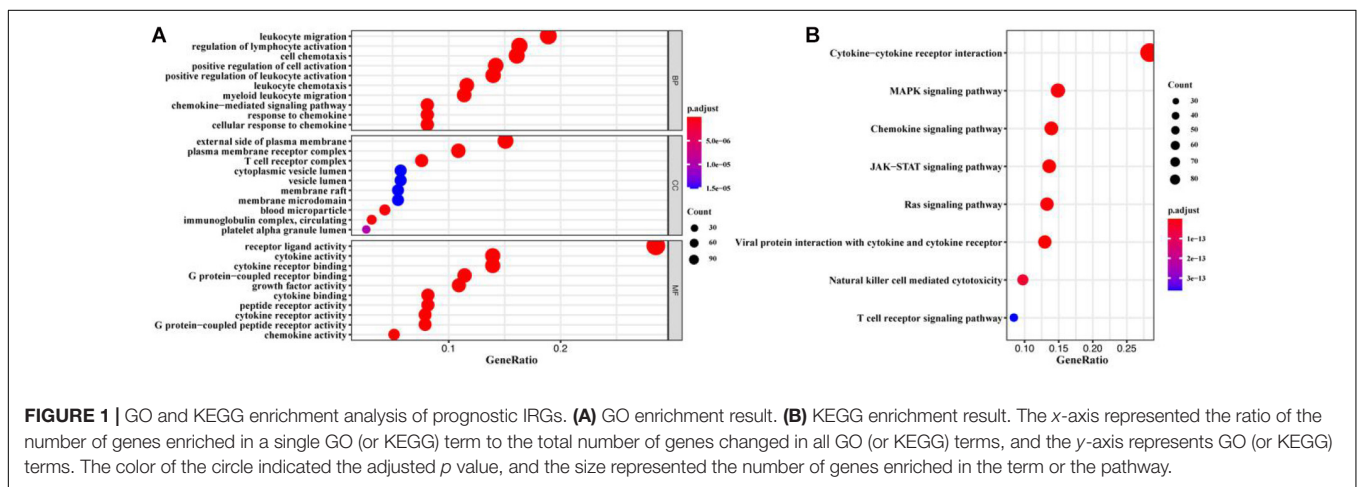 A
leukocyte migration
regulation of lymphocyte activation
cell chemotaxis
positive regulation of cell activation
positive regulation of leukocyte activation
leukocyte chemotaxis
myeloid leukocyte migration
chemokine-mediated signaling pathway
response to chemokine
cellular response to chemokine
BP
external side of plasma membrane
plasma membrane receptor complex
T cell receptor complex
cytoplasmic vesicle lumen
vesicle lumen
membrane raft
membrane microdomain
blood microparticle
immunoglobulin complex, circulating
platelet alpha granule lumen
CC
receptor ligand activity
cytokine activity
cytokine receptor binding
G protein-coupled receptor binding
growth factor activity
cytokine binding
peptide receptor activity
cytokine receptor activity
G protein-coupled peptide receptor activity
chemokine activity
MF
0.1 0.2
GeneRatio
p.adjust
5.0e-06
1.0e-05
1.5e-05
Count
30
60
90
B
Cytokine-cytokine receptor interaction
MAPK signaling pathway
Chemokine signaling pathway
JAK-STAT signaling pathway
Ras signaling pathway
Viral protein interaction with cytokine and cytokine receptor
Natural killer cell mediated cytotoxicity
T cell receptor signaling pathway
0.10 0.15 0.20 0.25
GeneRatio
Count
30
40
50
60
70
80
p.adjust
1e-13
2e-13
3e-13
FIGURE 1 | GO and KEGG enrichment analysis of prognostic IRGs. (A) GO enrichment result. (B) KEGG enrichment result. The x-axis represented the ratio of the
number of genes enriched in a single GO (or KEGG) term to the total number of genes changed in all GO (or KEGG) terms, and the y-axis represents GO (or KEGG)
terms. The color of the circle indicated the adjusted p value, and the size represented the number of genes enriched in the term or the pathway.